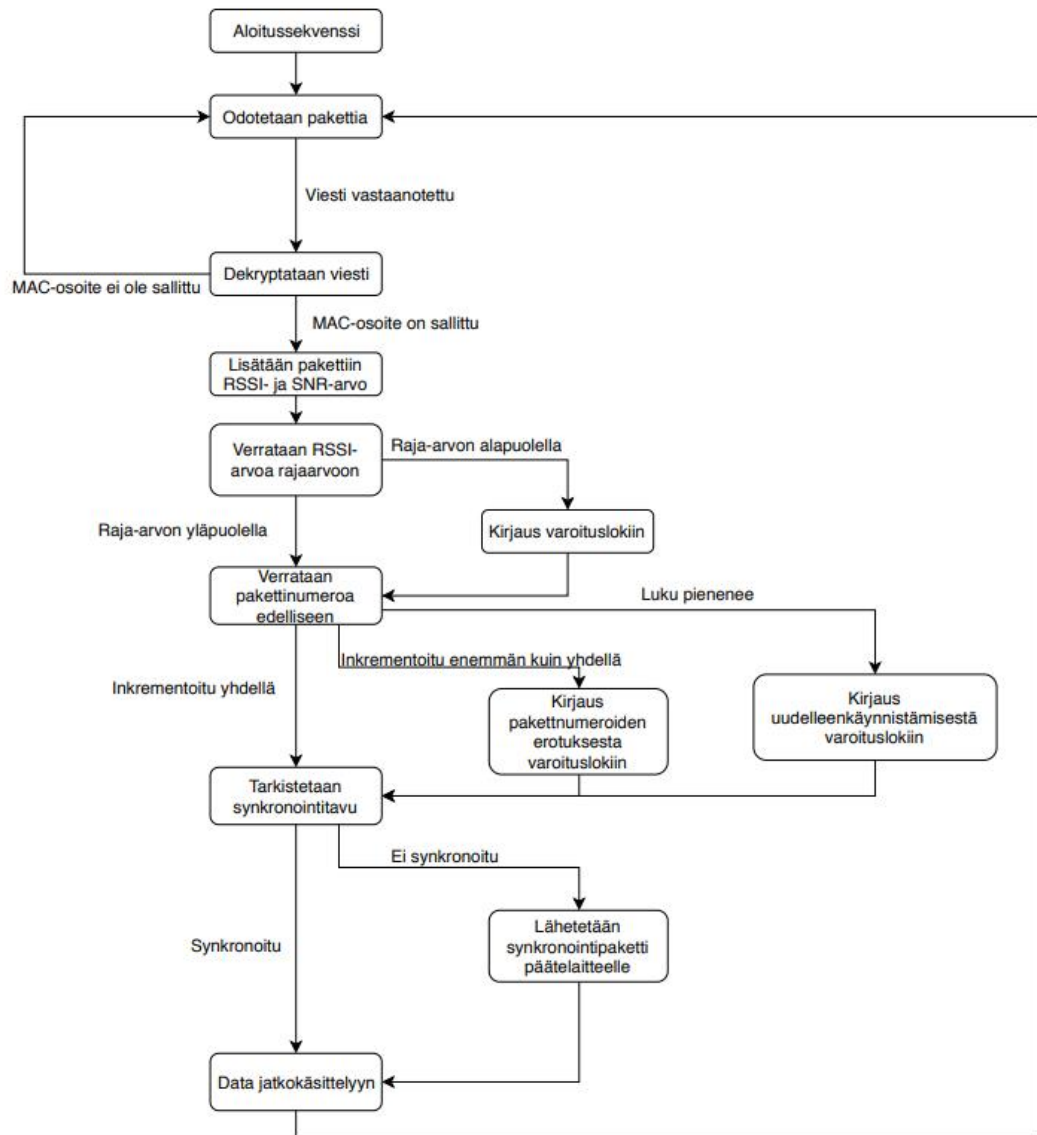 Aloitussekvenssi
Odotetaan pakettia
Viesti vastaanotettu
Dekryptataan viesti
MAC-osoite ei ole sallittu
MAC-osoite on sallittu
Lisätään pakettiin
RSSI- ja SNR-arvo
Verrataan RSSI-
arvoa rajaarvoon
Raja-arvon alapuolella
Raja-arvon yläpuolella
Kirjaus varoituslokiin
Verrataan
pakettinumeroa
edelliseen
Luku pienenee
Inkrementoitu enemmän kuin yhdellä
Inkrementoitu yhdellä
Kirjaus
pakettnumeroiden
erotuksesta
varoituslokiin
Kirjaus
uudelleenkäynnistämisestä
varoituslokiin
Tarkistetaan
synkronointitavu
Ei synkronoitu
Synkronoitu
Lähetetään
synkronointipaketti
päätelaitteelle
Data jatkokäsittelyyn